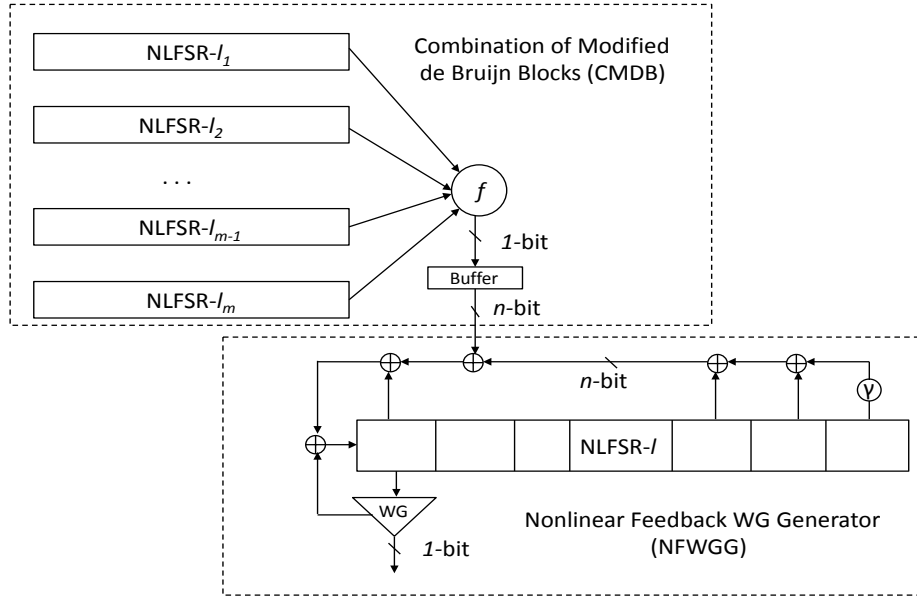 NLFSR-l1
Combination of Modified
de Bruijn Blocks (CMDB)
NLFSR-l2
. . .
f
NLFSR-lm-1
1-bit
Buffer
NLFSR-lm
n-bit
n-bit
γ
NLFSR-l
WG
Nonlinear Feedback WG Generator
(NFWGG)
1-bit